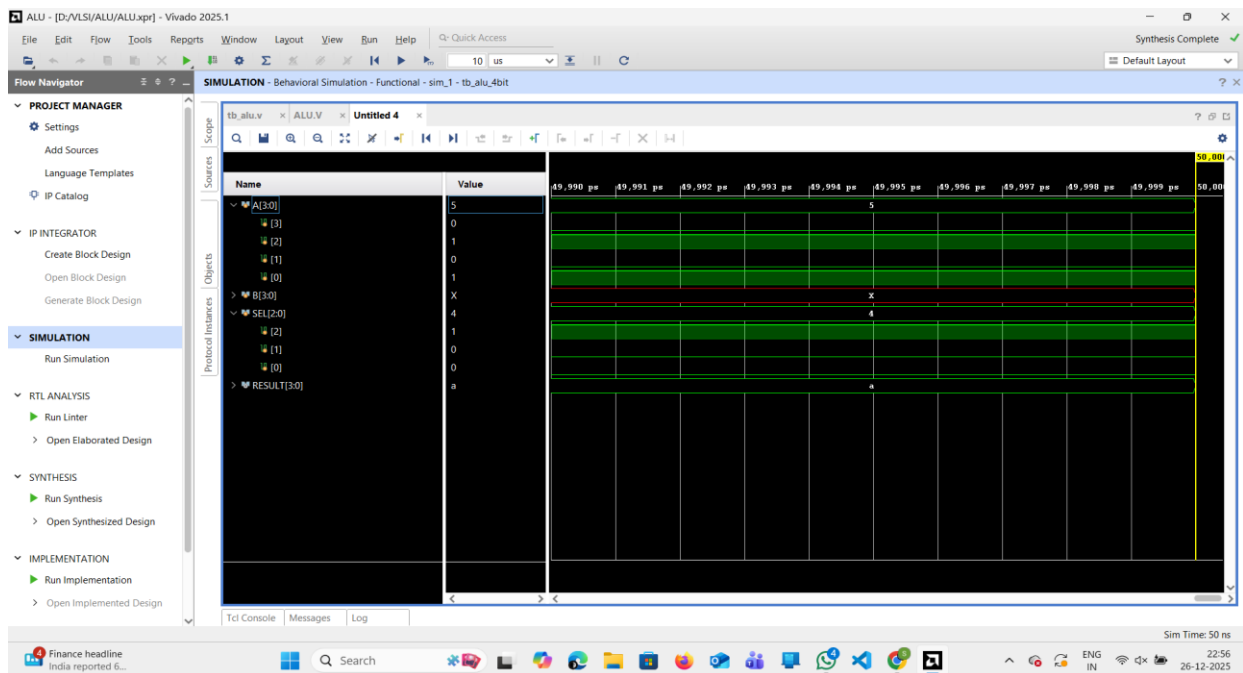 ALU - [D:/VLSI/ALU/ALU.xpr] - Vivado 2025.1
File Edit Flow Tools Reports Window Layout View Run Help Q- Quick Access
Synthesis Complete
10 us
Default Layout
Flow Navigator
SIMULATION - Behavioral Simulation - Functional - sim_1 - tb_alu_4bit
PROJECT MANAGER
Settings
Add Sources
Language Templates
IP Catalog
IP INTEGRATOR
Create Block Design
Open Block Design
Generate Block Design
SIMULATION
Run Simulation
RTL ANALYSIS
Run Linter
Open Elaborated Design
SYNTHESIS
Run Synthesis
Open Synthesized Design
IMPLEMENTATION
Run Implementation
Open Implemented Design
Scope
Sources
Objects
Protocol Instances
tb_alu.v ALU.V Untitled 4
50,00
Name Value 49,990 ps 49,991 ps 49,992 ps 49,993 ps 49,994 ps 49,995 ps 49,996 ps 49,997 ps 49,998 ps 49,999 ps 50,00
A[3:0] 5 5
[3] 0
[2] 1
[1] 0
[0] 1
B[3:0] X X
SEL[2:0] 4 4
[2] 1
[1] 0
[0] 0
RESULT[3:0] a a
Tcl Console Messages Log
Sim Time: 50 ns
4
Finance headline
India reported 6...
Search
4
ENG
IN
22:56
26-12-2025